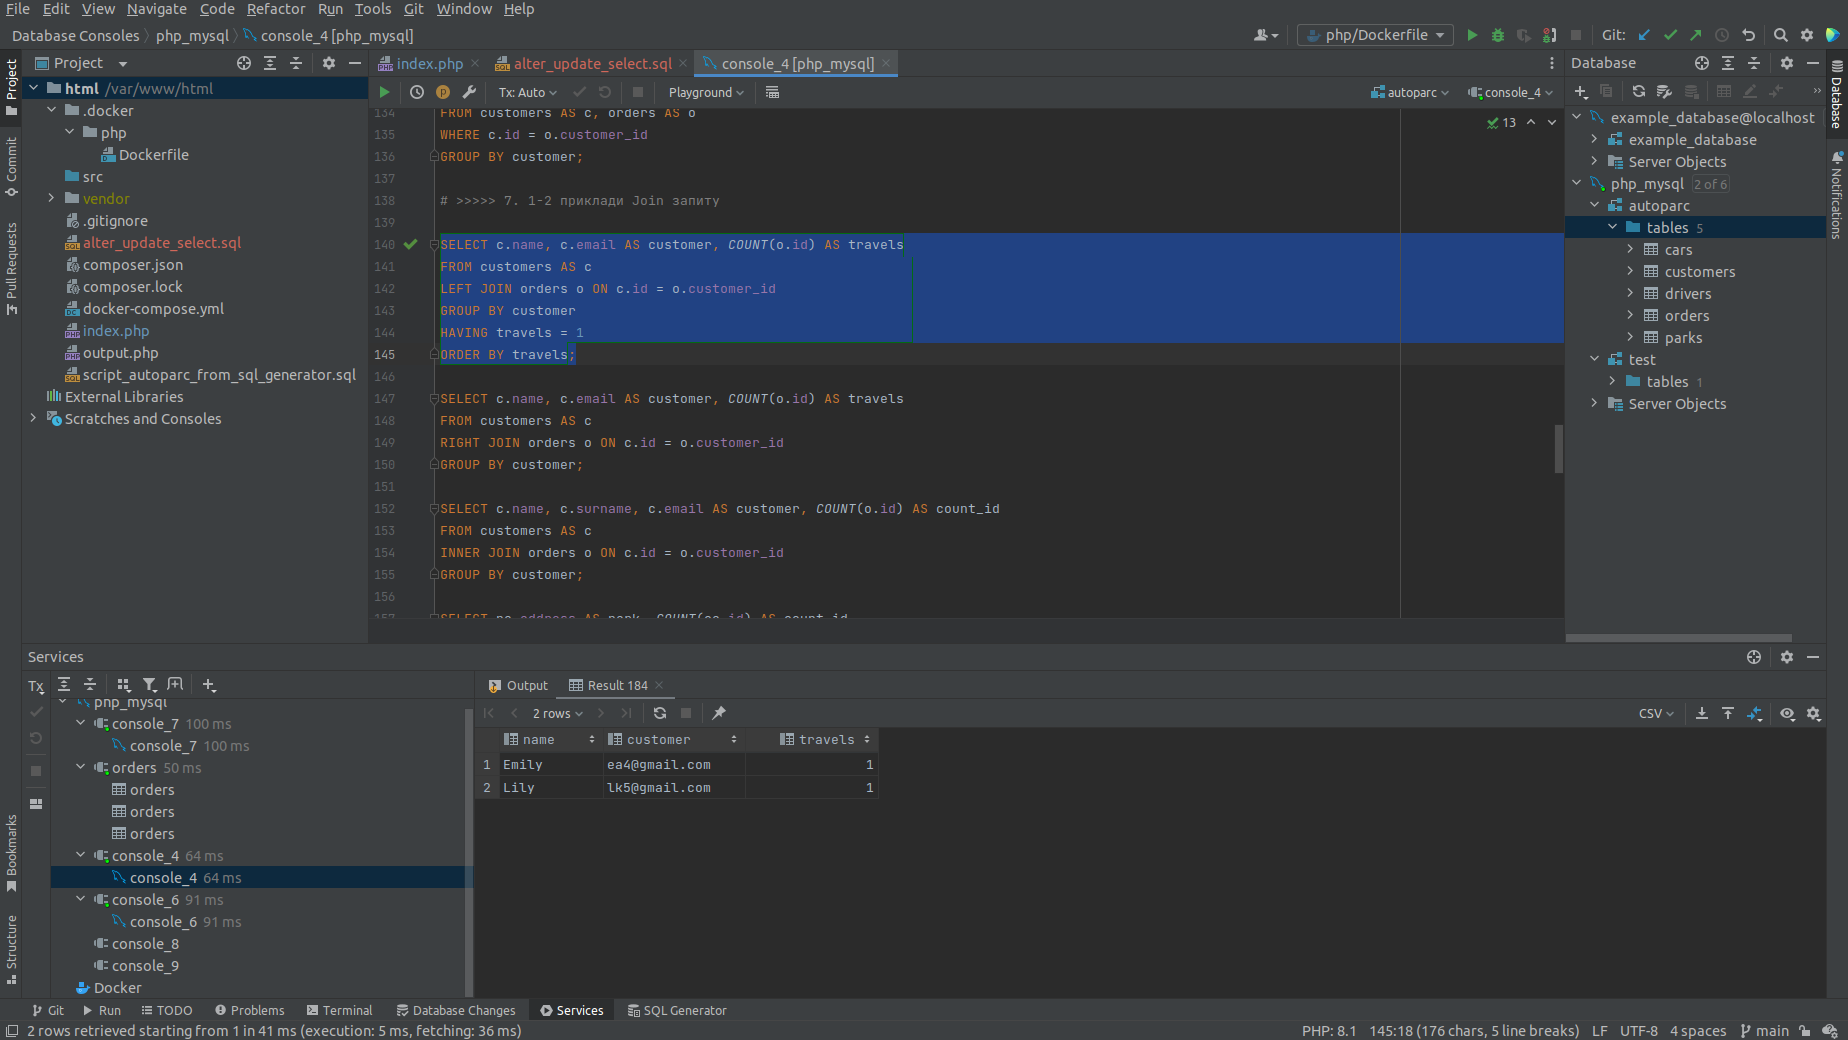 File Edit View Navigate Code Refactor Run Tools Git Window Help
Database Consoles php_mysql console_4 [php_mysql]
php/Dockerfile Git:
Project
index.php alter_update_select.sql console_4 [php_mysql]
Database
html /var/www/html
Tx: Auto Playground autoparc console_4
.docker
php
Dockerfile
src
vendor
.gitignore
alter_update_select.sql
composer.json
composer.lock
docker-compose.yml
index.php
output.php
script_autoparc_from_sql_generator.sql
External Libraries
Scratches and Consoles
Project
Commit
Pull Requests
Bookmarks
Structure
13
134 FROM customers AS c, orders AS o
135 WHERE c.id = o.customer_id
136 GROUP BY customer;
137
138 # >>>>> 7. 1-2 приклади Join запиту
139
140 SELECT c.name, c.email AS customer, COUNT(o.id) AS travels
141 FROM customers AS c
142 LEFT JOIN orders o ON c.id = o.customer_id
143 GROUP BY customer
144 HAVING travels = 1
145 ORDER BY travels;
146
147 SELECT c.name, c.email AS customer, COUNT(o.id) AS travels
148 FROM customers AS c
149 RIGHT JOIN orders o ON c.id = o.customer_id
150 GROUP BY customer;
151
152 SELECT c.name, c.surname, c.email AS customer, COUNT(o.id) AS count_id
153 FROM customers AS c
154 INNER JOIN orders o ON c.id = o.customer_id
155 GROUP BY customer;
156
157 SELECT AS park, COUNT( AS count_id
example_database@localhost
example_database
Server Objects
php_mysql 2 of 6
autoparc
tables 5
cars
customers
drivers
orders
parks
test
tables 1
Server Objects
Database
Notifications
Services
Tx
php_mysql
console_7 100 ms
console_7 100 ms
orders 50 ms
orders
orders
orders
console_4 64 ms
console_4 64 ms
console_6 91 ms
console_6 91 ms
console_8
console_9
Docker
Output Result 184
2 rows CSV
name customer travels
1 Emily ea4@gmail.com 1
2 Lily lk5@gmail.com 1
Git Run TODO Problems Terminal Database Changes Services SQL Generator
2 rows retrieved starting from 1 in 41 ms (execution: 5 ms, fetching: 36 ms)
PHP: 8.1 145:18 (176 chars, 5 line breaks) LF UTF-8 4 spaces main